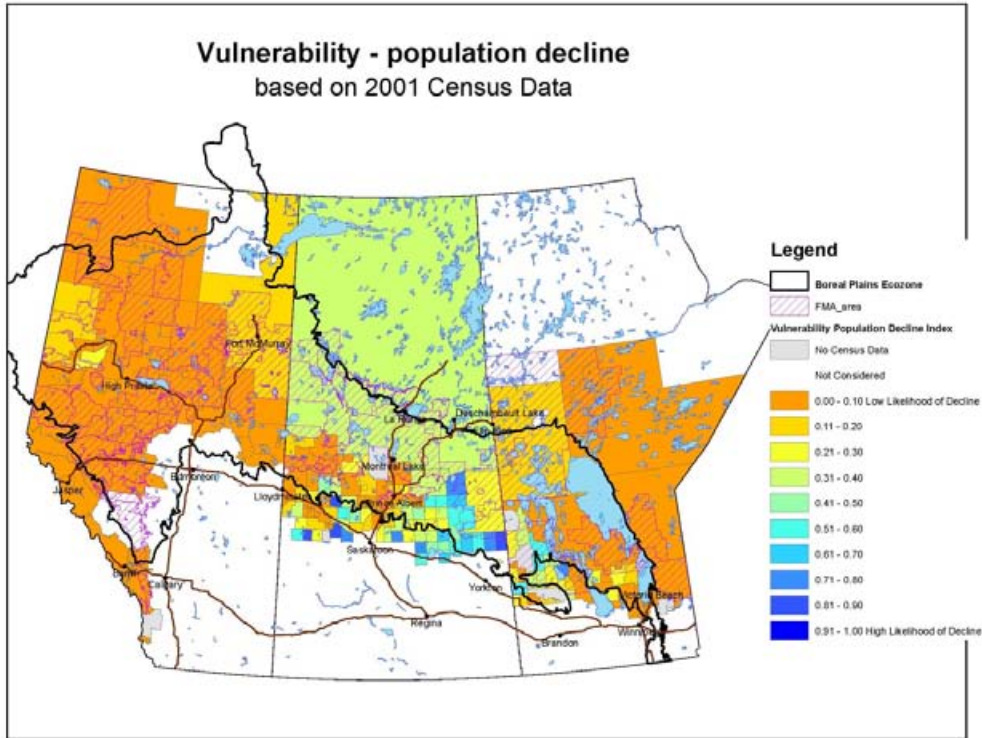 Vulnerability - population decline
based on 2001 Census Data
Legend
Boreal Plains Ecozone
FMA_area
Vulnerability Population Decline Index
No Census Data
Not Considered
0.00 - 0.10 Low Likelihood of Decline
0.11 - 0.20
0.21 - 0.30
0.31 - 0.40
0.41 - 0.50
0.51 - 0.60
0.61 - 0.70
0.71 - 0.80
0.81 - 0.90
0.91 - 1.00 High Likelihood of Decline
Fort McMurra
High Prairie
Deschambault Lake
La Ronge
Montreal Lake
Jasper
Edmonton
Lloydminster
Prince Albert
Saskatoon
Banff
Calgary
Yorkton
Victoria Beach
Regina
Brandon
Winnipeg